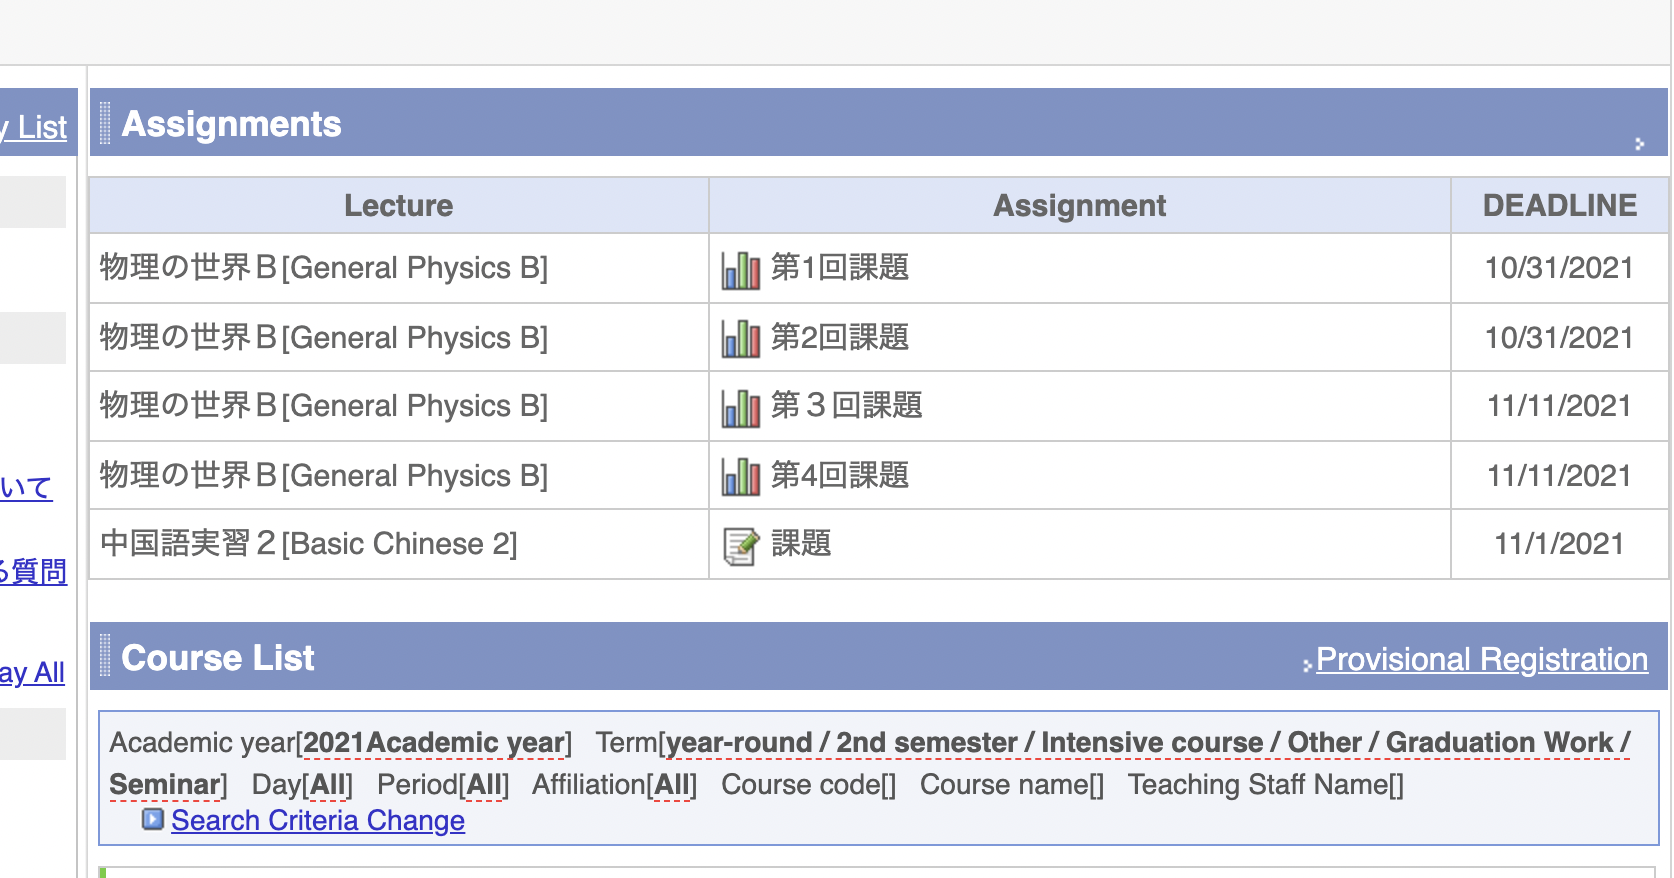 List
Assignments
Lecture Assignment DEADLINE
物理の世界Ｂ[General Physics B] 第1回課題 10/31/2021
物理の世界Ｂ[General Physics B] 第2回課題 10/31/2021
物理の世界Ｂ[General Physics B] 第３回課題 11/11/2021
物理の世界Ｂ[General Physics B] 第4回課題 11/11/2021
中国語実習２[Basic Chinese 2] 課題 11/1/2021
いて
質問
All
Course List Provisional Registration
Academic year[2021Academic year] Term[year-round / 2nd semester / Intensive course / Other / Graduation Work /
Seminar] Day[All] Period[All] Affiliation[All] Course code[] Course name[] Teaching Staff Name[]
Search Criteria Change